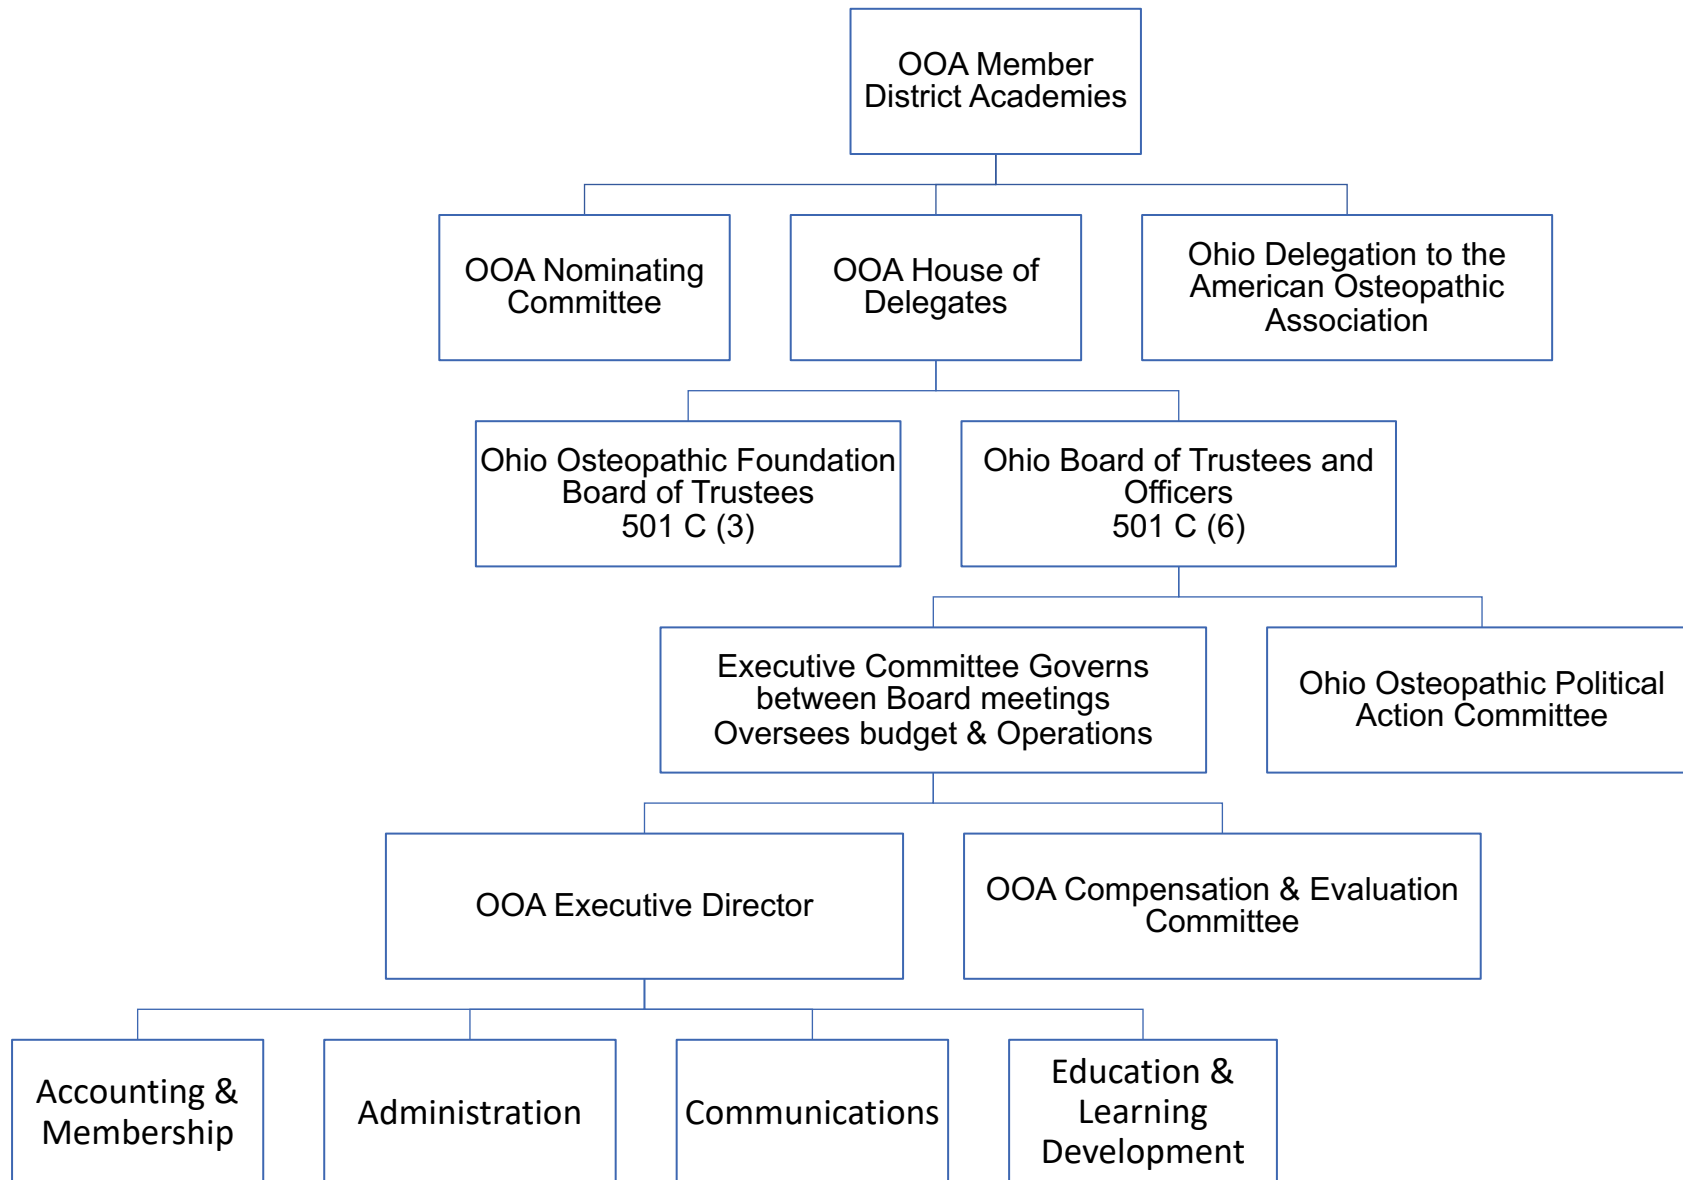 OOA Member
District Academies
OOA Nominating
Committee
OOA House of
Delegates
Ohio Delegation to the
American Osteopathic
Association
Ohio Osteopathic Foundation
Board of Trustees
501 C (3)
Ohio Board of Trustees and
Officers
501 C (6)
Executive Committee Governs
between Board meetings
Oversees budget & Operations
Ohio Osteopathic Political
Action Committee
OOA Executive Director
OOA Compensation & Evaluation
Committee
Accounting &
Membership
Administration
Communications
Education &
Learning
Development